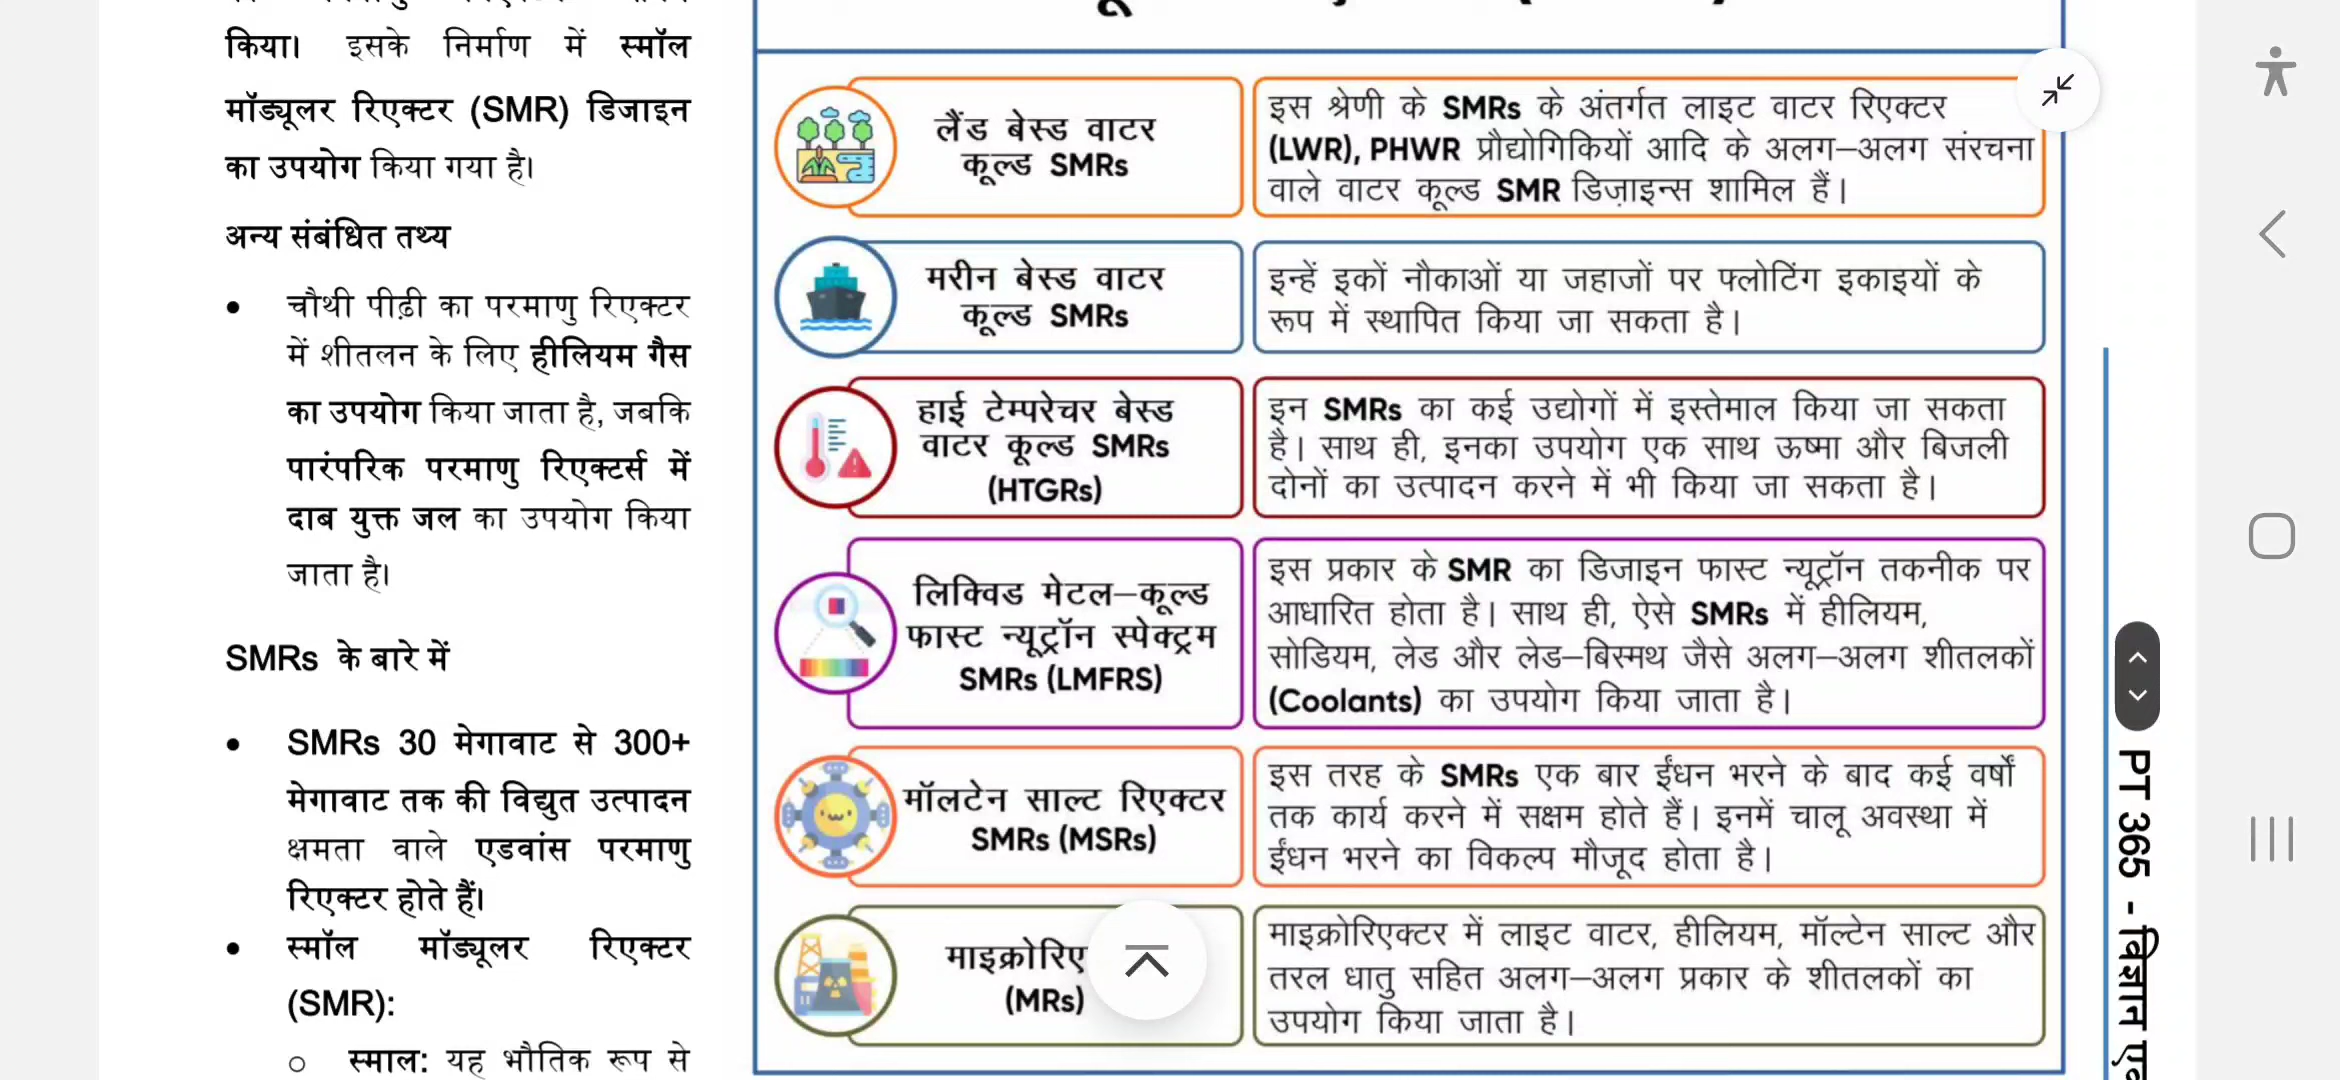 किया। इसके निर्माण में स्मॉल
मॉड्यूलर रिएक्टर (SMR) डिजाइन
का उपयोग किया गया है।
अन्य संबंधित तथ्य
• चौथी पीढ़ी का परमाणु रिएक्टर
में शीतलन के लिए हीलियम गैस
का उपयोग किया जाता है, जबकि
पारंपरिक परमाणु रिएक्टर्स में
दाब युक्त जल का उपयोग किया
जाता है।
SMRs के बारे में
• SMRs 30 मेगावाट से 300+
मेगावाट तक की विद्युत उत्पादन
क्षमता वाले एडवांस परमाणु
रिएक्टर होते हैं।
• स्मॉल मॉड्यूलर रिएक्टर
(SMR):
○ स्माल: यह भौतिक रूप से
लैंड बेस्ड वाटर
कूल्ड SMRs
इस श्रेणी के SMRs के अंतर्गत लाइट वाटर रिएक्टर
(LWR), PHWR प्रौद्योगिकियों आदि के अलग–अलग संरचना
वाले वाटर कूल्ड SMR डिज़ाइन्स शामिल हैं।
मरीन बेस्ड वाटर
कूल्ड SMRs
इन्हें इकों नौकाओं या जहाजों पर फ्लोटिंग इकाइयों के
रूप में स्थापित किया जा सकता है।
हाई टेम्परेचर बेस्ड
वाटर कूल्ड SMRs
(HTGRs)
इन SMRs का कई उद्योगों में इस्तेमाल किया जा सकता
है। साथ ही, इनका उपयोग एक साथ ऊष्मा और बिजली
दोनों का उत्पादन करने में भी किया जा सकता है।
लिक्विड मेटल–कूल्ड
फास्ट न्यूट्रॉन स्पेक्ट्रम
SMRs (LMFRS)
इस प्रकार के SMR का डिजाइन फास्ट न्यूट्रॉन तकनीक पर
आधारित होता है। साथ ही, ऐसे SMRs में हीलियम,
सोडियम, लेड और लेड–बिस्मथ जैसे अलग–अलग शीतलकों
(Coolants) का उपयोग किया जाता है।
मॉलटेन साल्ट रिएक्टर
SMRs (MSRs)
इस तरह के SMRs एक बार ईंधन भरने के बाद कई वर्षों
तक कार्य करने में सक्षम होते हैं। इनमें चालू अवस्था में
ईंधन भरने का विकल्प मौजूद होता है।
माइक्रोरिए
(MRs)
माइक्रोरिएक्टर में लाइट वाटर, हीलियम, मॉल्टेन साल्ट और
तरल धातु सहित अलग–अलग प्रकार के शीतलकों का
उपयोग किया जाता है।
PT 365 - विज्ञान एव